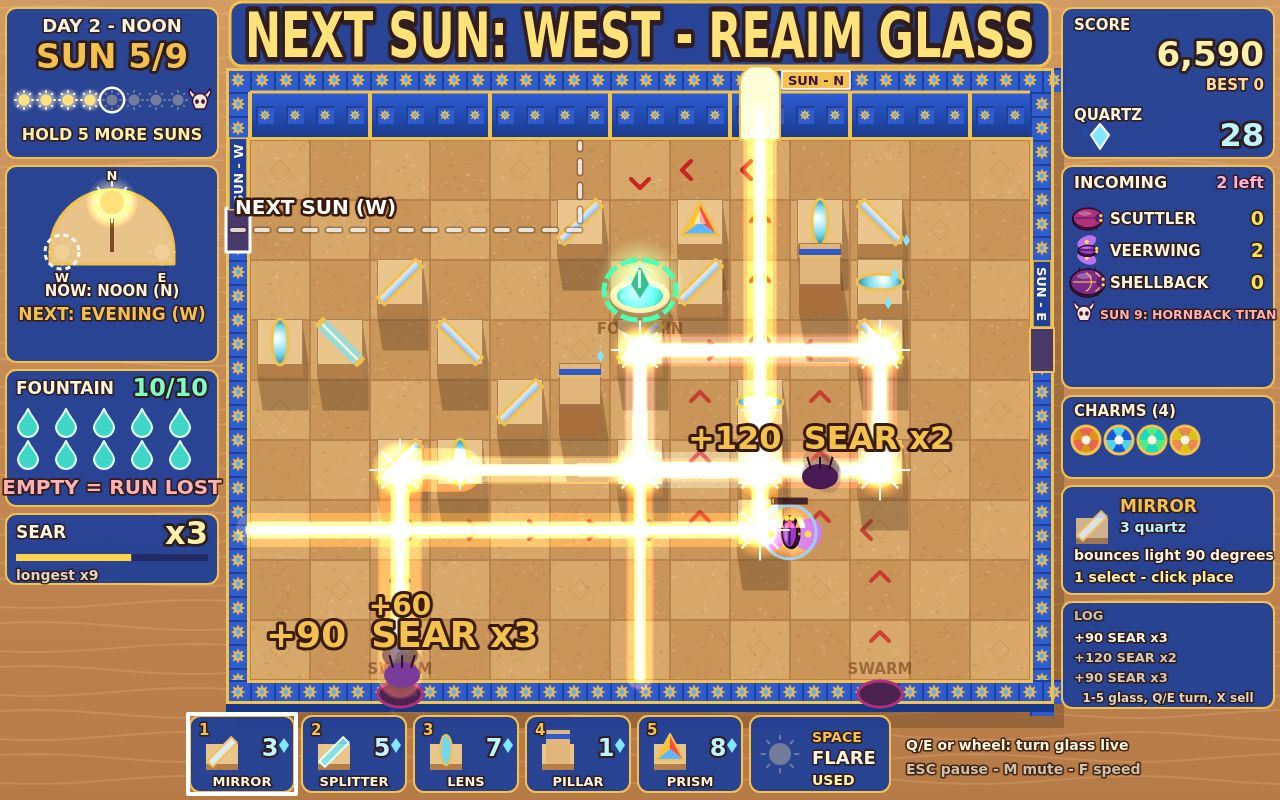 DAY 2 - NOON
SUN 5/9
HOLD 5 MORE SUNS
NEXT SUN: WEST - REAIM GLASS
SCORE
6,590
BEST 0
QUARTZ
28
SUN - N
SUN - W
SUN - E
NEXT SUN (W)
N
W
E
NOW: NOON (N)
NEXT: EVENING (W)
INCOMING
2 left
SCUTTLER
0
VEERWING
2
SHELLBACK
0
SUN 9: HORNBACK TITAN
FOUNTAIN
10/10
EMPTY = RUN LOST
SEAR
x3
longest x9
CHARMS (4)
+120 SEAR x2
+60
+90 SEAR x3
SWARM
SWARM
MIRROR
3 quartz
bounces light 90 degrees
1 select - click place
LOG
+90 SEAR x3
+120 SEAR x2
+90 SEAR x3
1-5 glass, Q/E turn, X sell
1
3
MIRROR
2
5
SPLITTER
3
7
LENS
4
1
PILLAR
5
8
PRISM
SPACE
FLARE
USED
Q/E or wheel: turn glass live
ESC pause - M mute - F speed